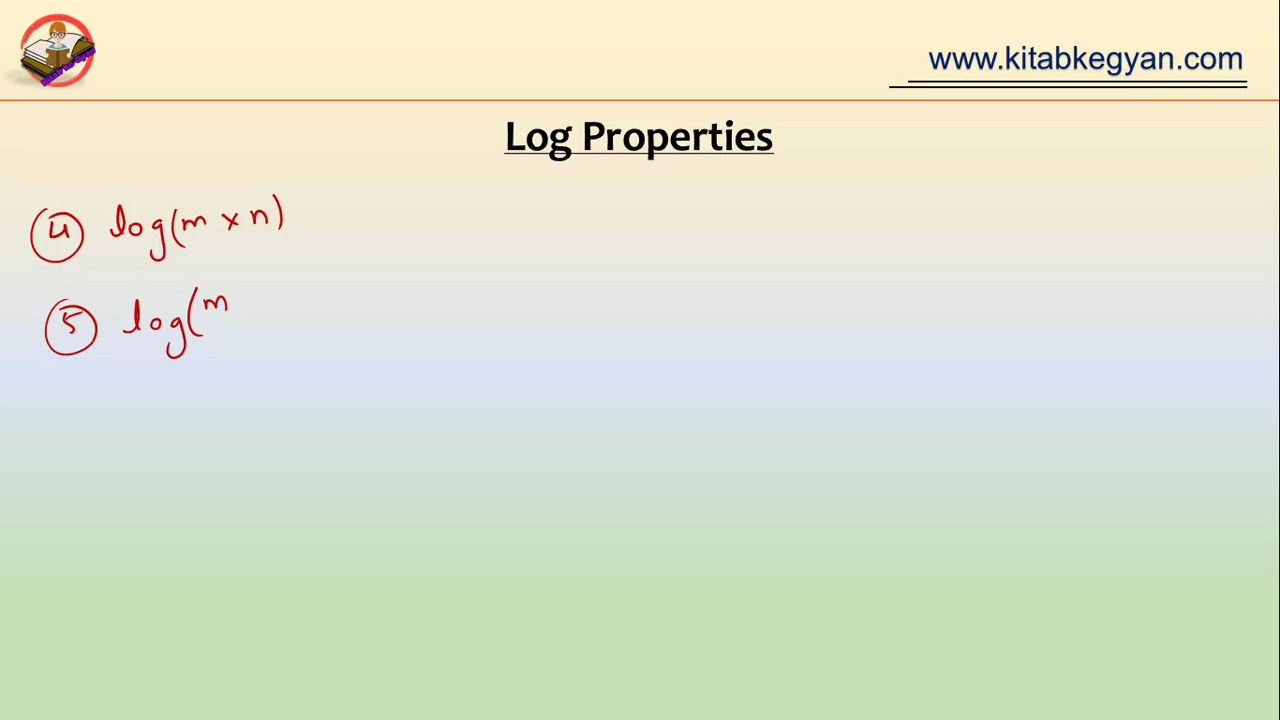 www.kitabkegyan.com
Log Properties
④ log(m × n)
⑤ log(m